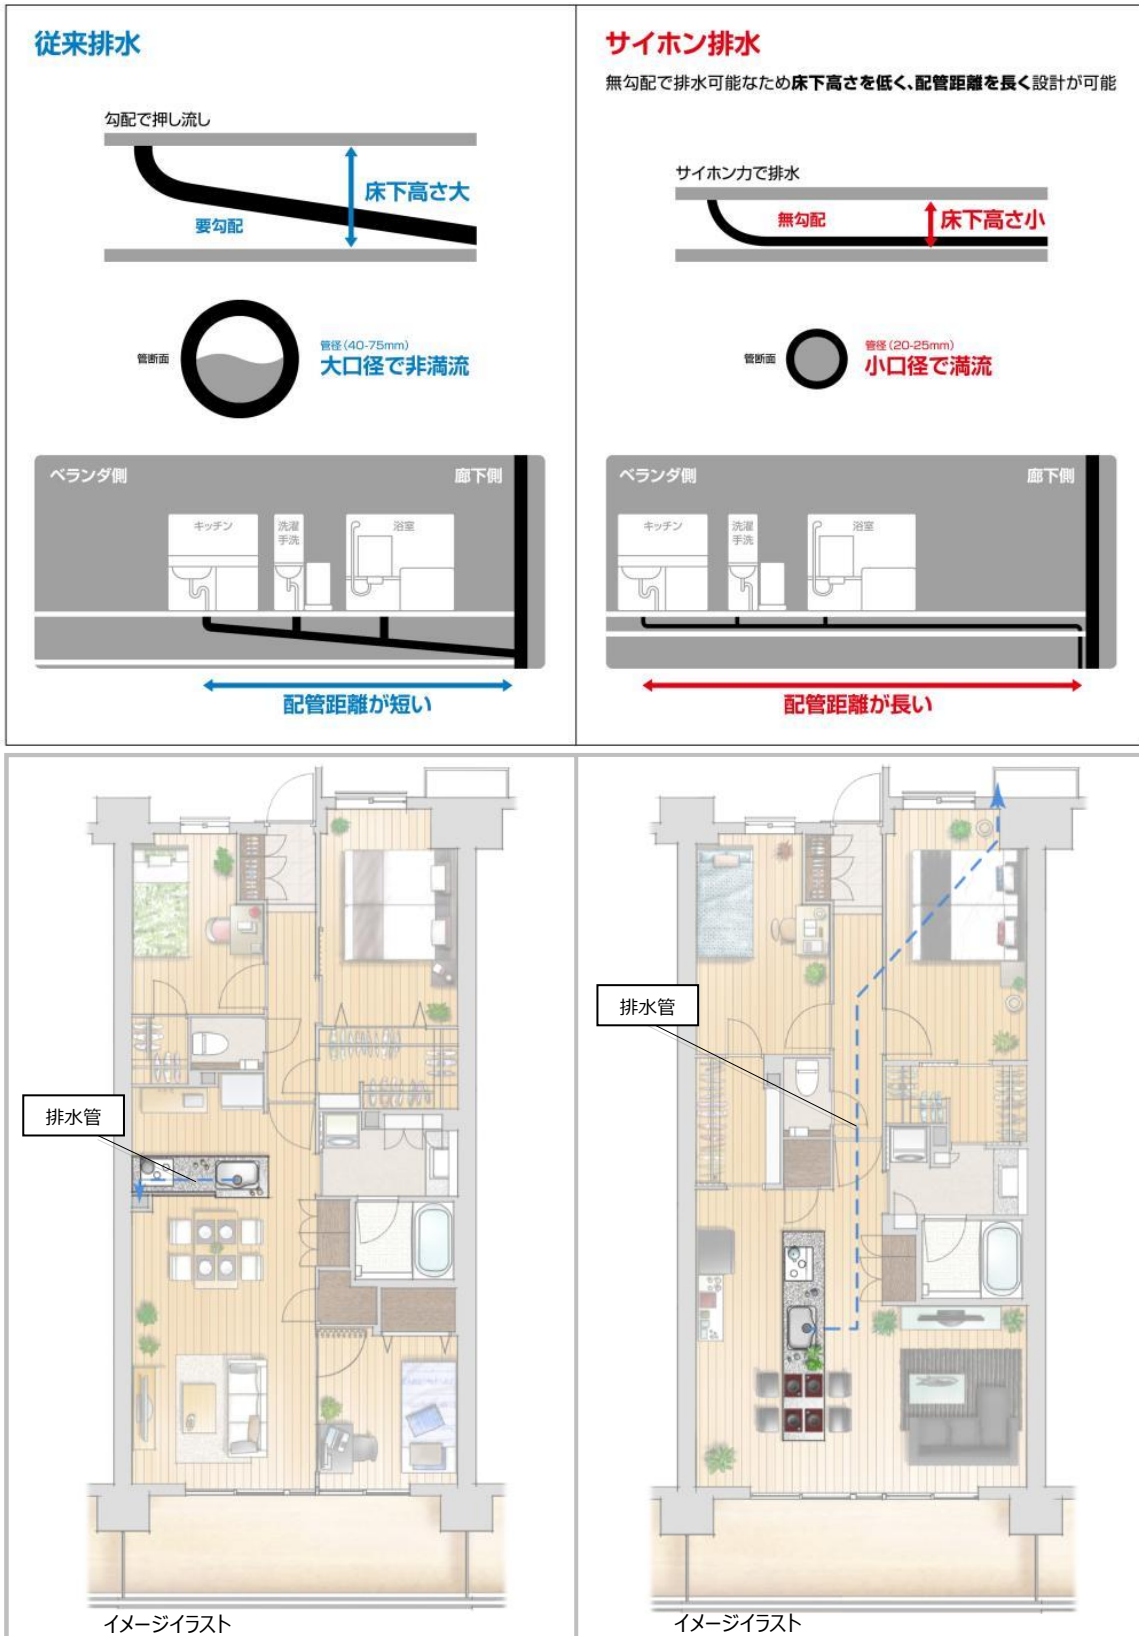 従来排水
勾配で押し流し
床下高さ大
要勾配
管断面
管径(40-75mm)
大口径で非満流
ベランダ側
廊下側
キッチン
洗濯
手洗
浴室
配管距離が短い
サイホン排水
無勾配で排水可能なため床下高さを低く、配管距離を長く設計が可能
サイホン力で排水
無勾配
床下高さ小
管断面
管径(20-25mm)
小口径で満流
ベランダ側
廊下側
キッチン
洗濯
手洗
浴室
配管距離が長い
排水管
イメージイラスト
排水管
イメージイラスト